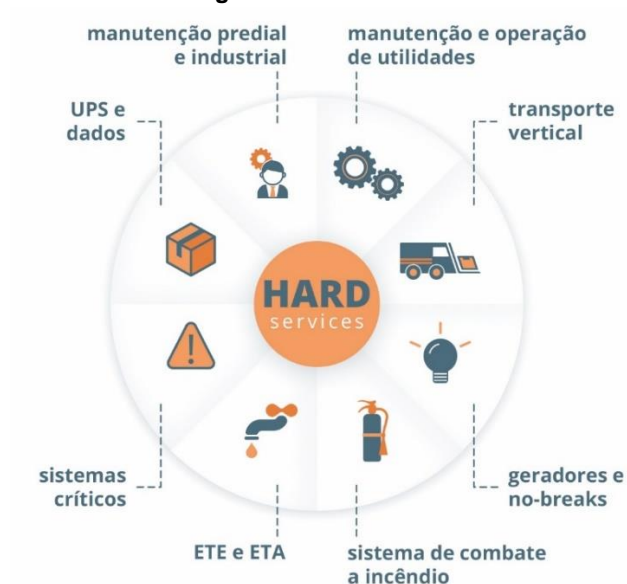 manutenção predial
e industrial
manutenção e operação
de utilidades
UPS e
dados
transporte
vertical
HARD
services
sistemas
críticos
geradores e
no-breaks
ETE e ETA
sistema de combate
a incêndio